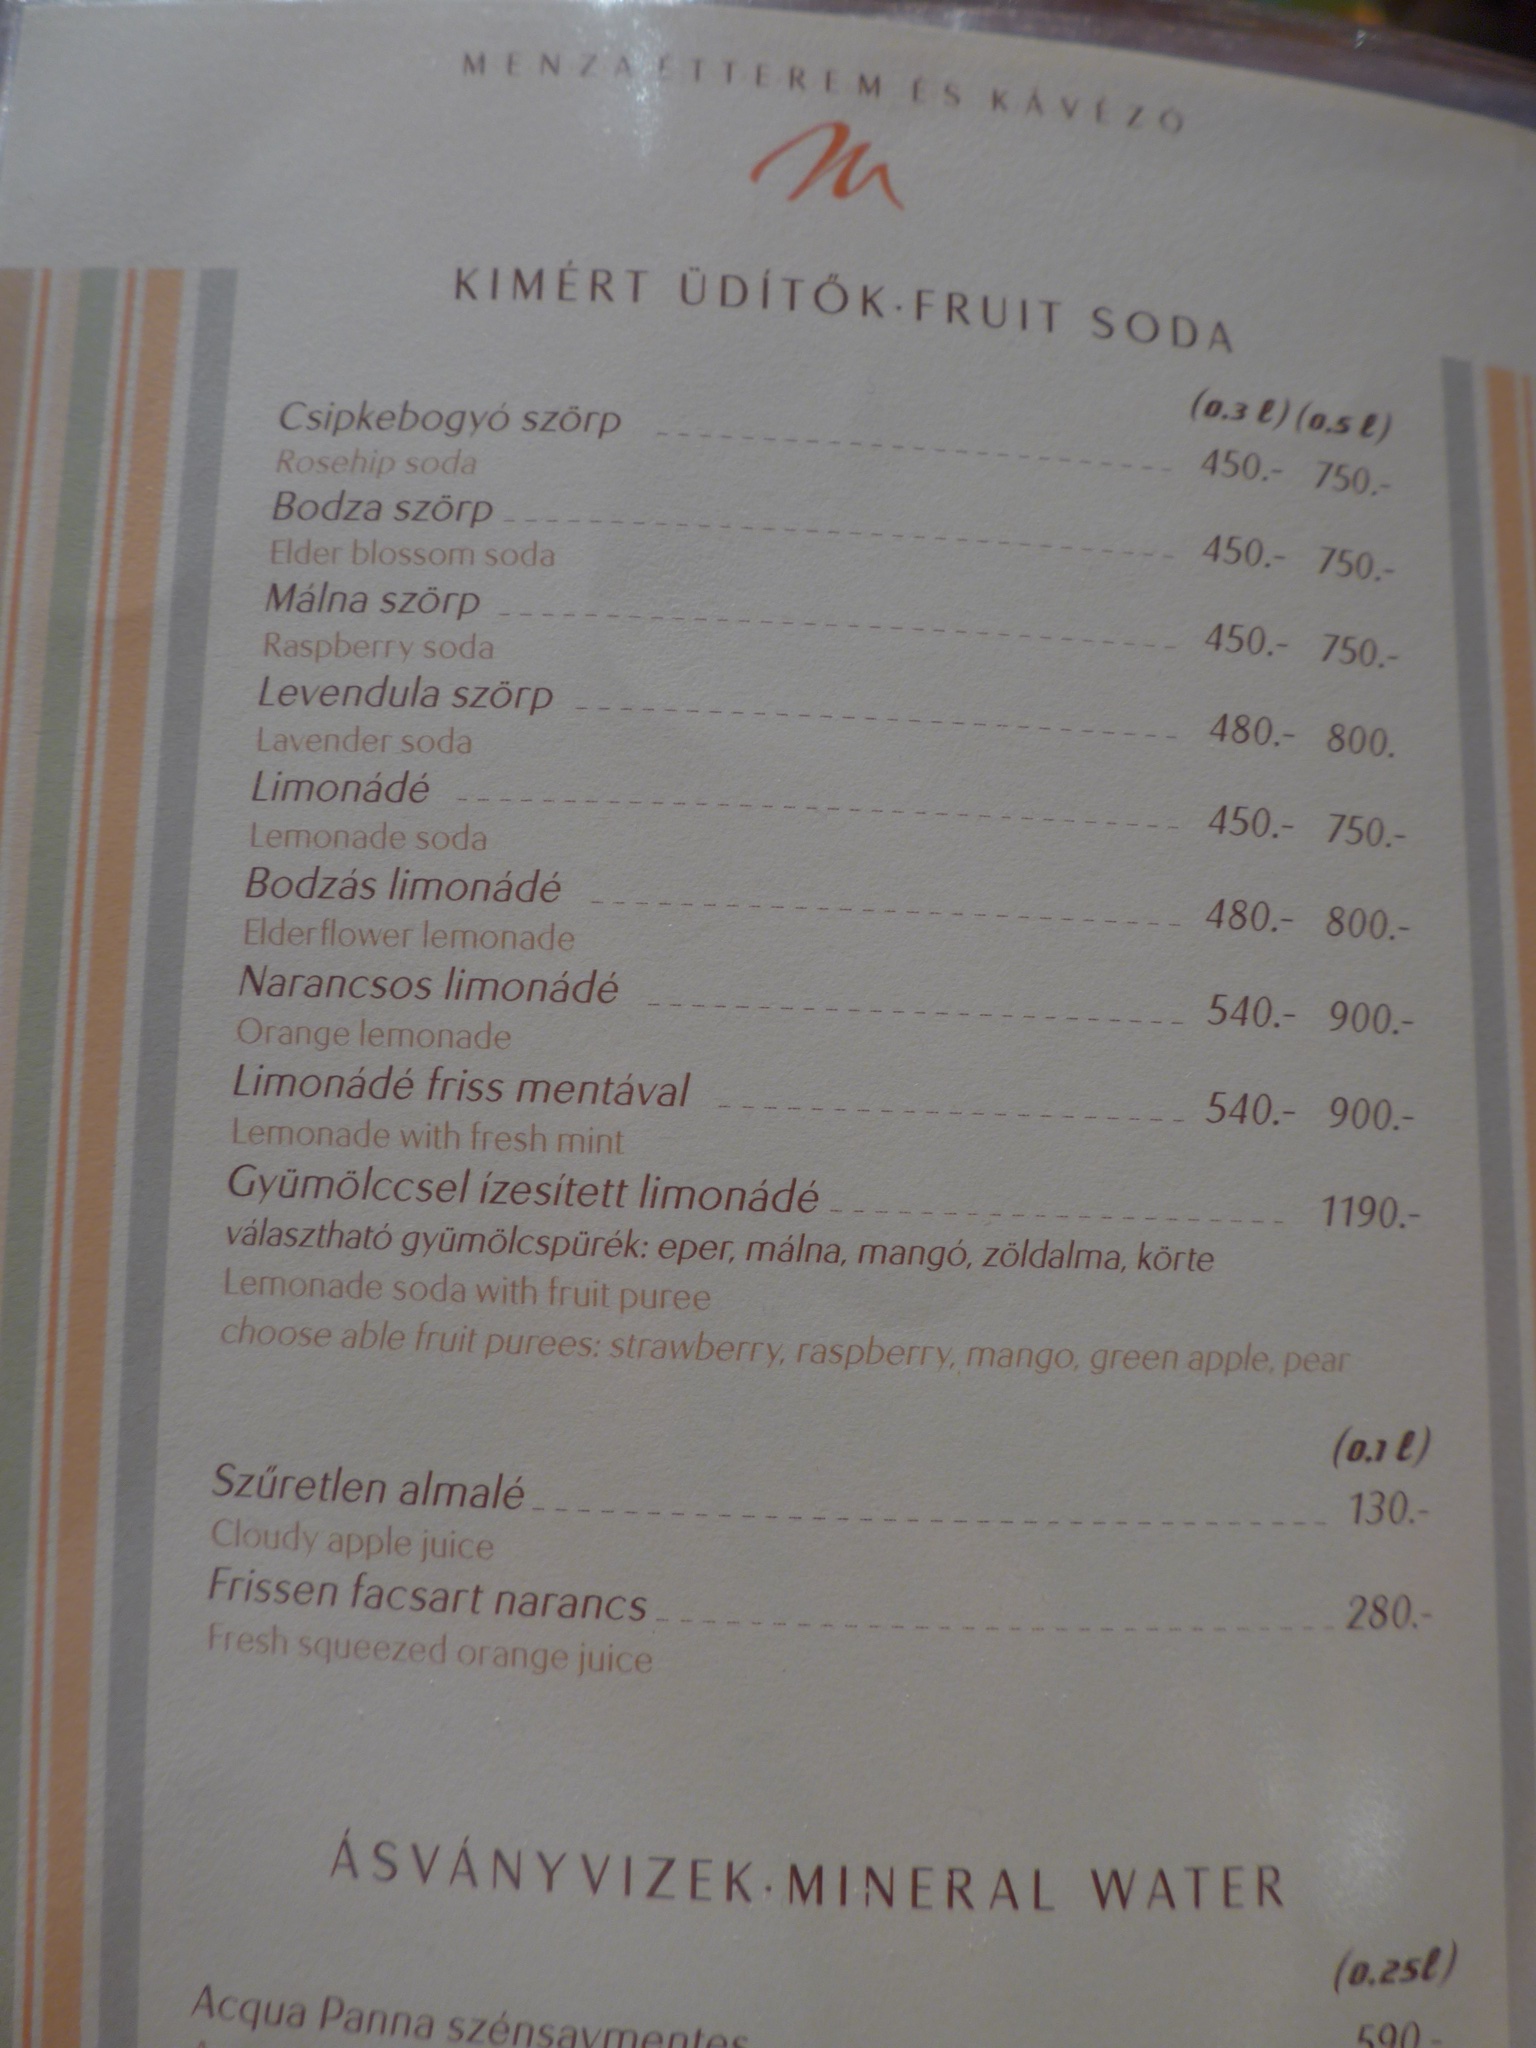 MENZA ÉTTEREM ÉS KÁVÉZÓ
KIMÉRT ÜDÍTŐK·FRUIT SODA
(0.3 l) (0.5 l)
Csipkebogyó szörp 450.- 750.-
Rosehip soda
Bodza szörp 450.- 750.-
Elder blossom soda
Málna szörp 450.- 750.-
Raspberry soda
Levendula szörp 480.- 800.
Lavender soda
Limonádé 450.- 750.-
Lemonade soda
Bodzás limonádé 480.- 800.-
Elderflower lemonade
Narancsos limonádé 540.- 900.-
Orange lemonade
Limonádé friss mentával 540.- 900.-
Lemonade with fresh mint
Gyümölccsel ízesített limonádé 1190.-
választható gyümölcspürék: eper, málna, mangó, zöldalma, körte
Lemonade soda with fruit puree
choose able fruit purees: strawberry, raspberry, mango, green apple, pear
(0.1 l)
Szűretlen almalé 130.-
Cloudy apple juice
Frissen facsart narancs 280.-
Fresh squeezed orange juice
ÁSVÁNYVIZEK·MINERAL WATER
(0.25l)
Acqua Panna szénsavmentes 590.-